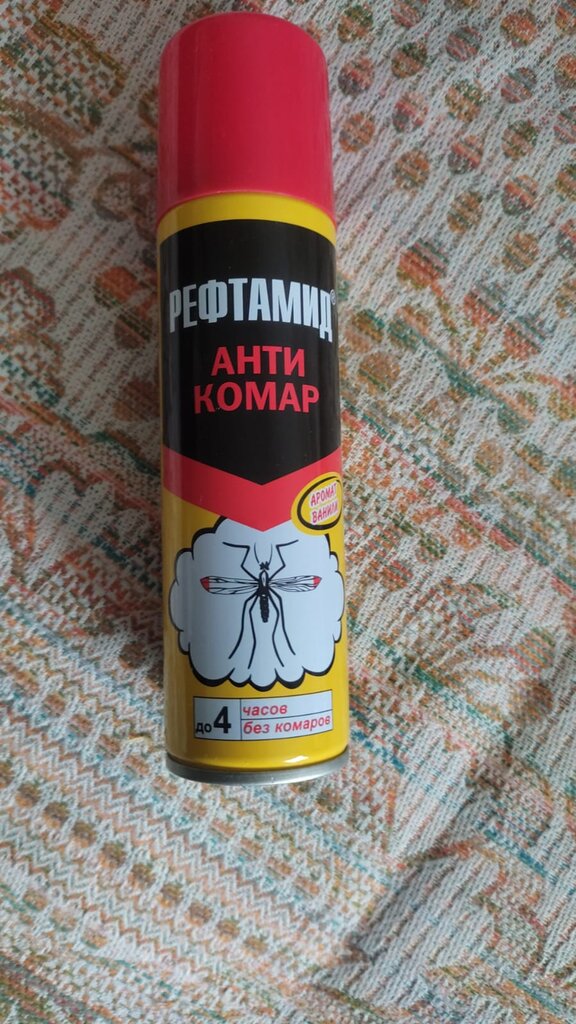 РЕФТАМИД®
АНТИ
КОМАР
АРОМАТ
ВАНИЛИ
до 4 часов
без комаров